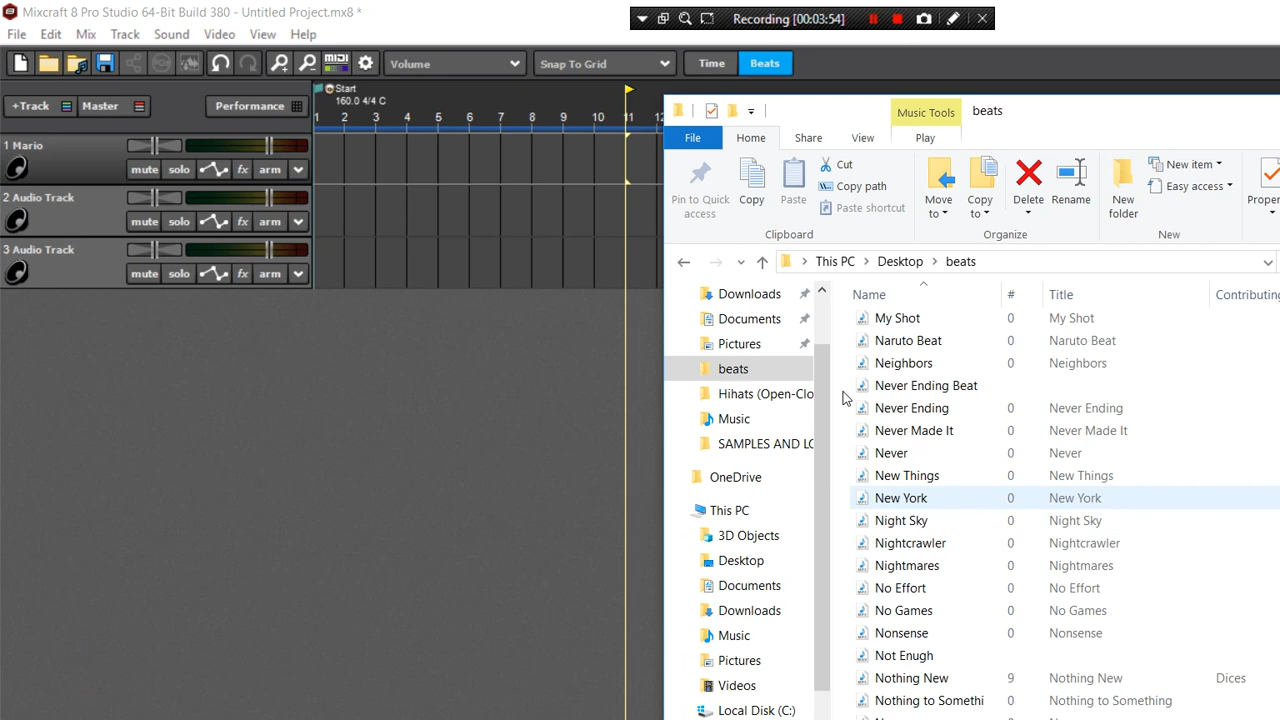 Mixcraft 8 Pro Studio 64-Bit Build 380 - Untitled Project.mx8 *
Recording [00:03:54]
File Edit Mix Track Sound Video View Help
MIDI Volume Snap To Grid Time Beats
+Track Master Performance
Start
160.0 4/4 C
1 2 3 4 5 6 7 8 9 10 11 12
1 Mario
mute solo fx arm
2 Audio Track
mute solo fx arm
3 Audio Track
mute solo fx arm
Music Tools beats
File Home Share View Play
Pin to Quick access
Copy
Paste
Cut
Copy path
Paste shortcut
Clipboard
Move to
Copy to
Delete
Rename
Organize
New folder
New item
Easy access
New
Proper
This PC > Desktop > beats
Downloads
Documents
Pictures
beats
Hihats (Open-Clo
Music
SAMPLES AND LO
OneDrive
This PC
3D Objects
Desktop
Documents
Downloads
Music
Pictures
Videos
Local Disk (C:)
Name # Title Contributing
My Shot 0 My Shot
Naruto Beat 0 Naruto Beat
Neighbors 0 Neighbors
Never Ending Beat
Never Ending 0 Never Ending
Never Made It 0 Never Made It
Never 0 Never
New Things 0 New Things
New York 0 New York
Night Sky 0 Night Sky
Nightcrawler 0 Nightcrawler
Nightmares 0 Nightmares
No Effort 0 No Effort
No Games 0 No Games
Nonsense 0 Nonsense
Not Enugh
Nothing New 9 Nothing New Dices
Nothing to Somethi 0 Nothing to Something